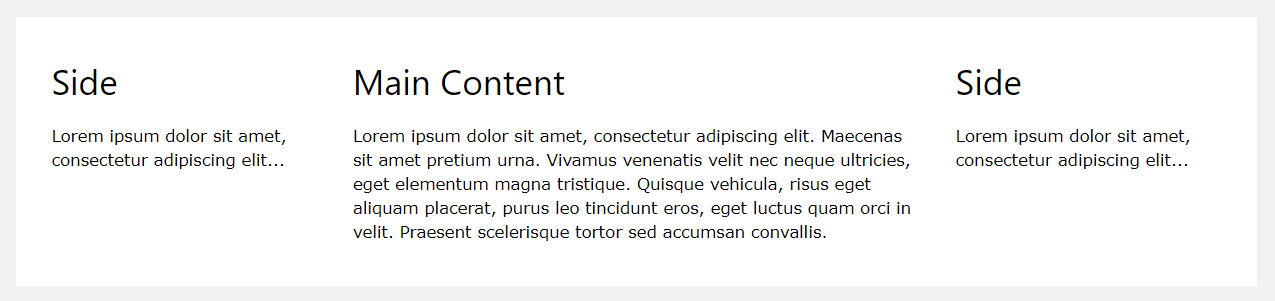 Side
Lorem ipsum dolor sit amet,
consectetur adipiscing elit...
Main Content
Lorem ipsum dolor sit amet, consectetur adipiscing elit. Maecenas
sit amet pretium urna. Vivamus venenatis velit nec neque ultricies,
eget elementum magna tristique. Quisque vehicula, risus eget
aliquam placerat, purus leo tincidunt eros, eget luctus quam orci in
velit. Praesent scelerisque tortor sed accumsan convallis.
Side
Lorem ipsum dolor sit amet,
consectetur adipiscing elit...